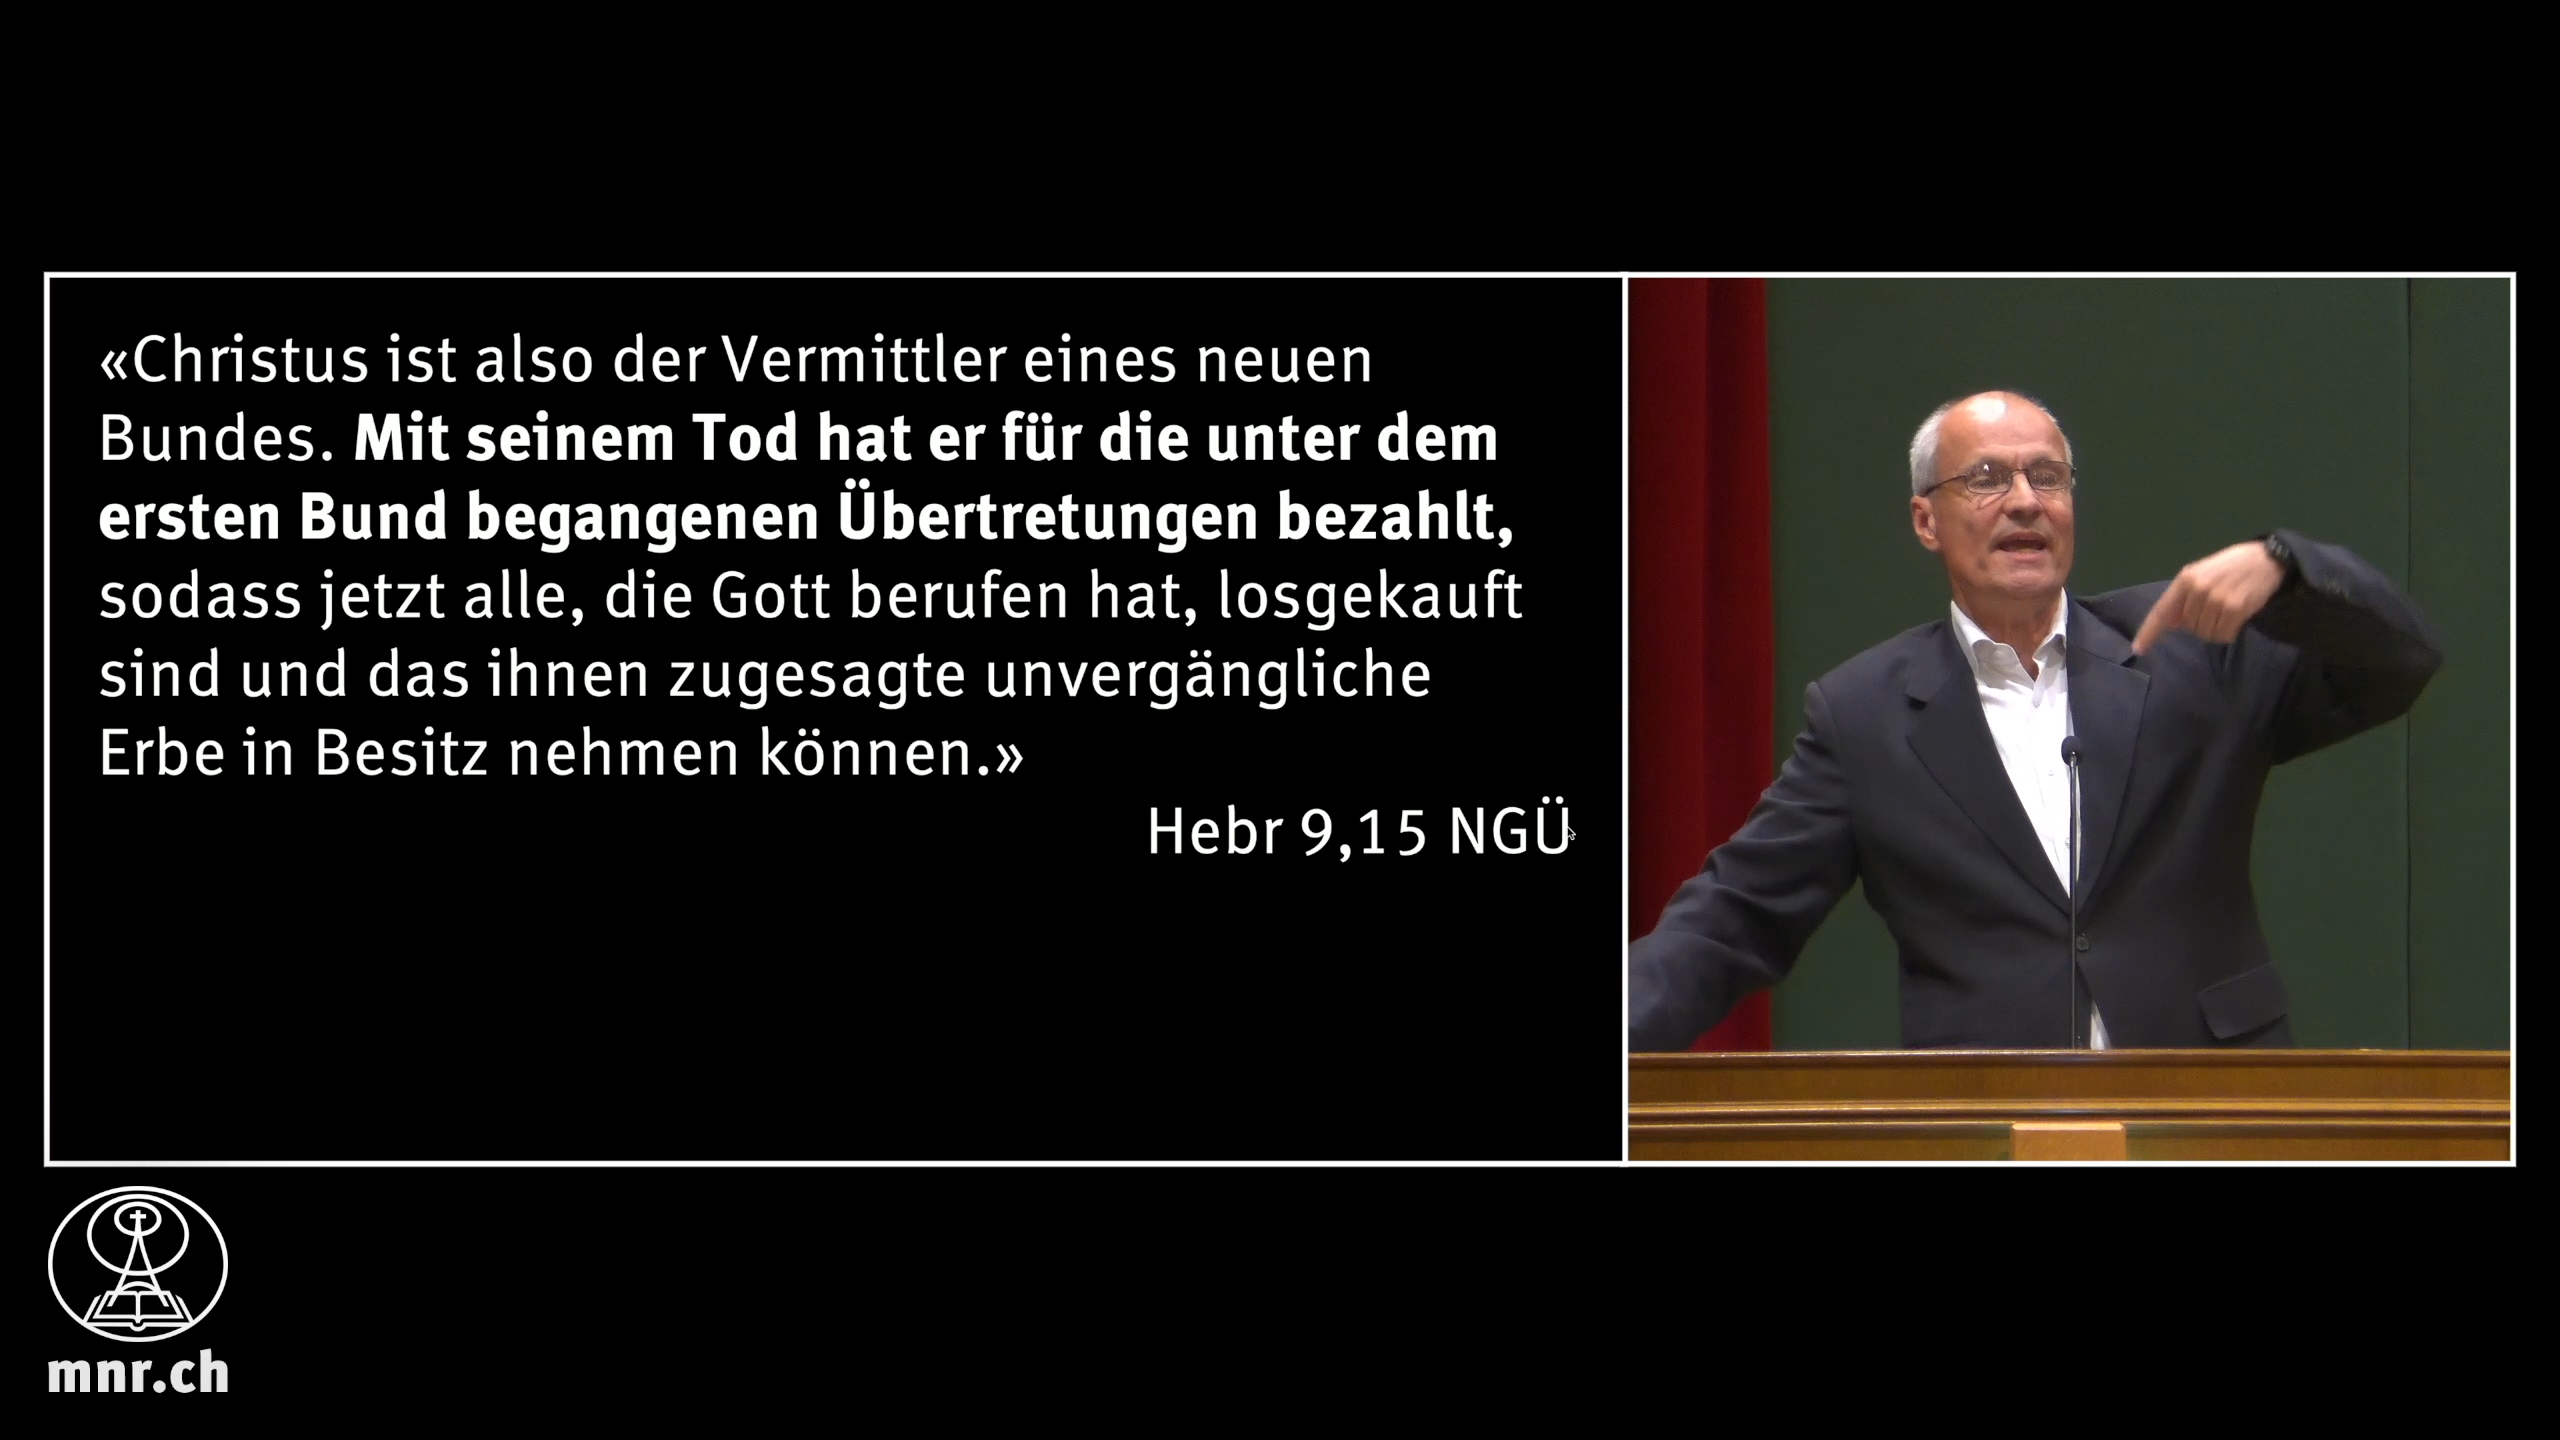 «Christus ist also der Vermittler eines neuen
Bundes. Mit seinem Tod hat er für die unter dem
ersten Bund begangenen Übertretungen bezahlt,
sodass jetzt alle, die Gott berufen hat, losgekauft
sind und das ihnen zugesagte unvergängliche
Erbe in Besitz nehmen können.»
Hebr 9,15 NGÜ
mnr.ch